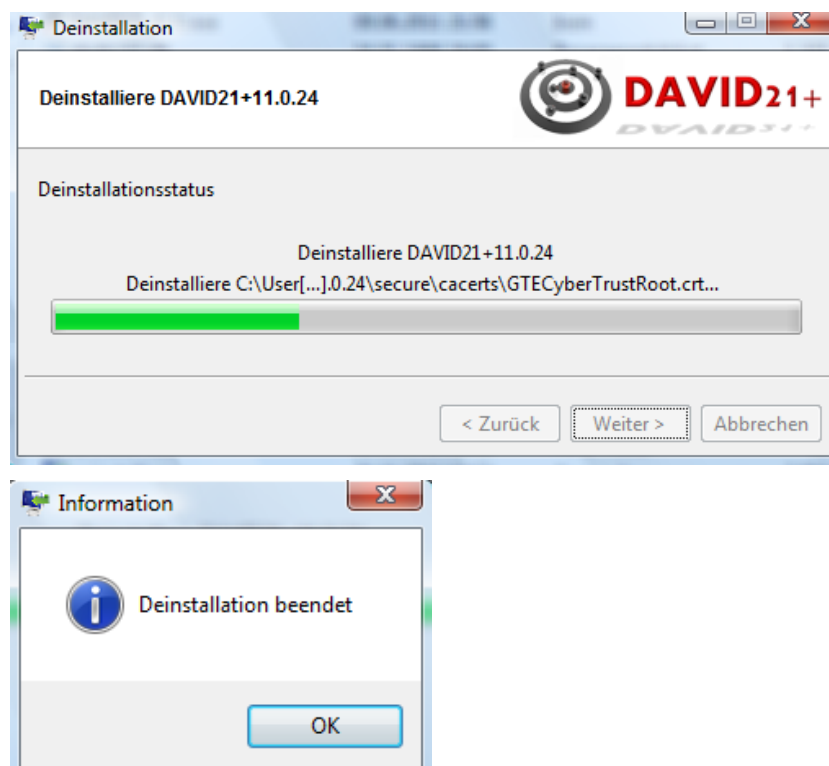 Deinstallation
Deinstalliere DAVID21+11.0.24
DAVID21+
Deinstallationsstatus
Deinstalliere DAVID21+11.0.24
Deinstalliere C:\User[...].0.24\secure\cacerts\GTECyberTrustRoot.crt...
< Zurück Weiter > Abbrechen
Information
Deinstallation beendet
OK